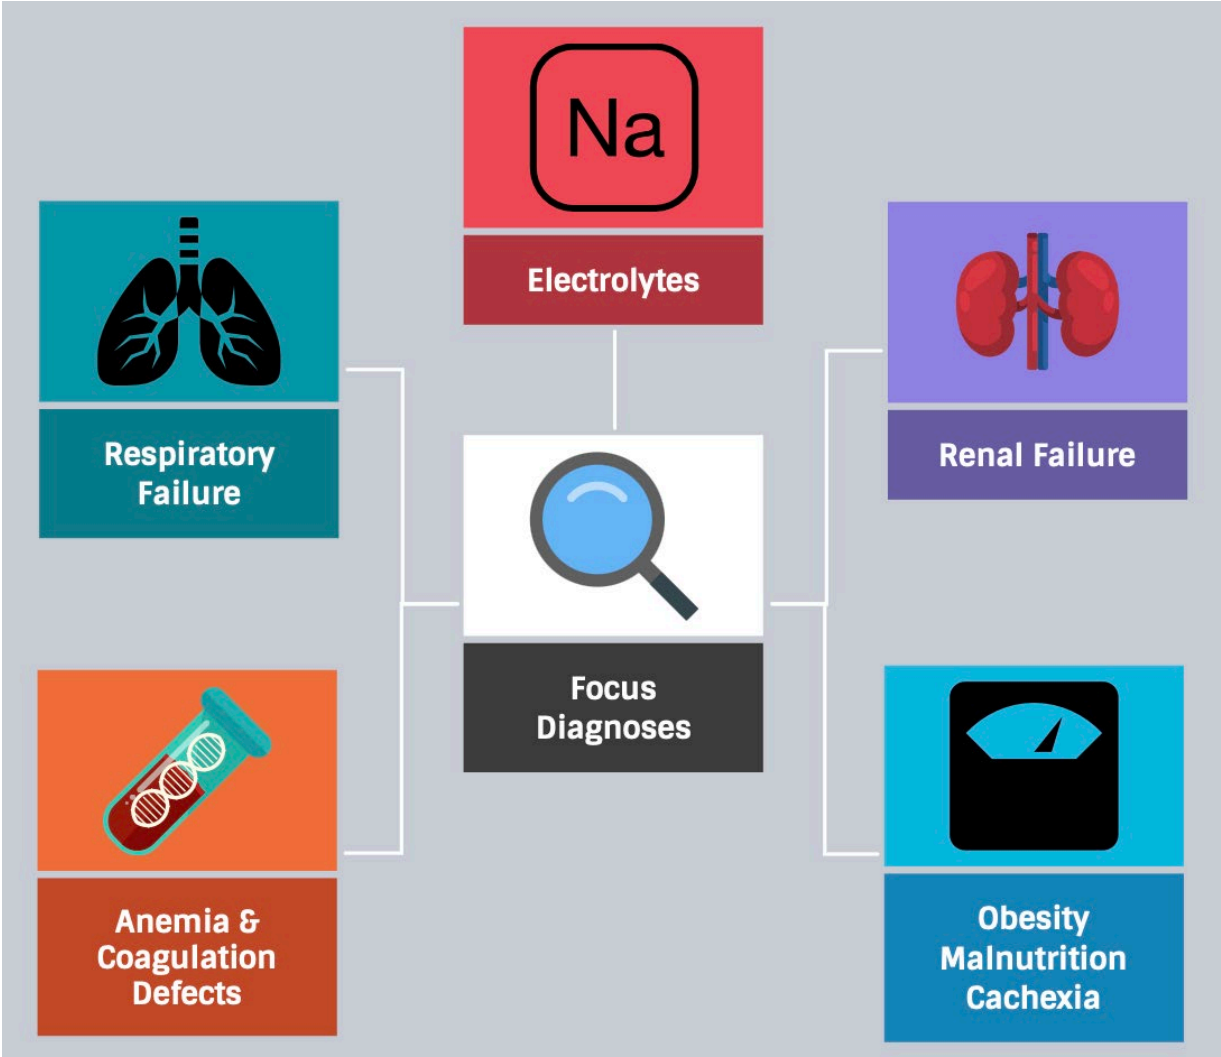 Na
Electrolytes
Respiratory
Failure
Renal Failure
Focus
Diagnoses
Anemia &
Coagulation
Defects
Obesity
Malnutrition
Cachexia